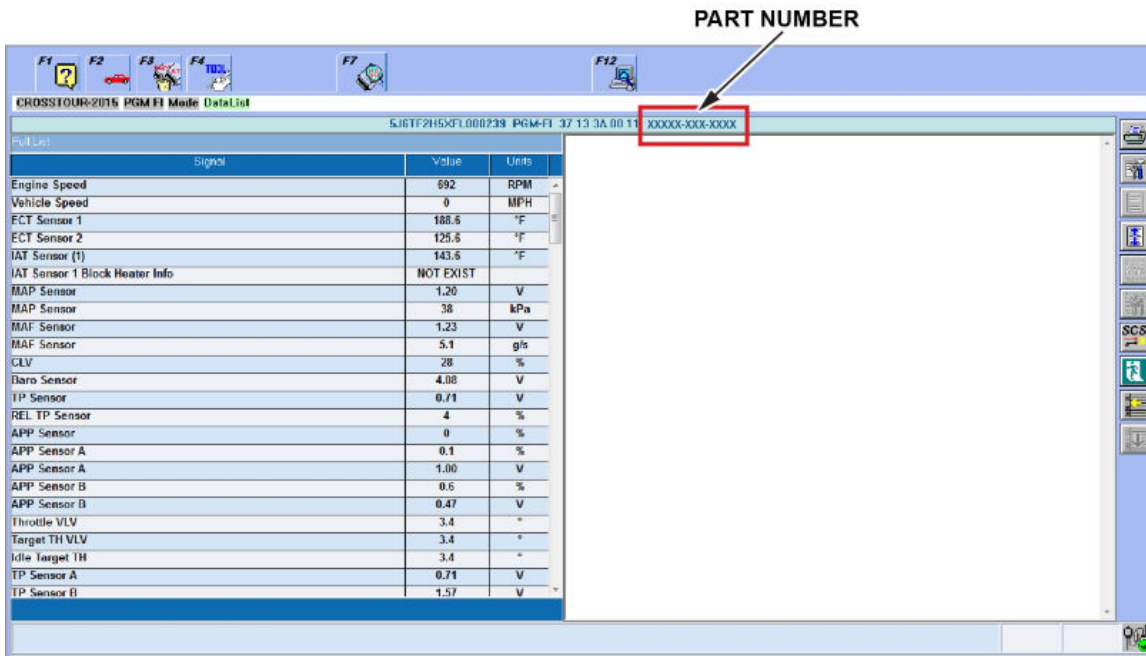 PART NUMBER
F1 F2 F3 F4 TOOL F7 F12
CROSSTOUR-2015 PGM FI Mode DataList
5J6TF2H5XFL000239 PGM-FI 37 13 3A 00 11 XXXXX-XXX-XXXX
Full List
Signal Value Units
Engine Speed 692 RPM
Vehicle Speed 0 MPH
ECT Sensor 1 188.6 °F
ECT Sensor 2 125.6 °F
IAT Sensor (1) 143.6 °F
IAT Sensor 1 Block Heater Info NOT EXIST
MAP Sensor 1.20 V
MAP Sensor 38 kPa
MAF Sensor 1.23 V
MAF Sensor 5.1 g/s
CLV 28 %
Baro Sensor 4.08 V
TP Sensor 0.71 V
REL TP Sensor 4 %
APP Sensor 0 %
APP Sensor A 0.1 %
APP Sensor A 1.00 V
APP Sensor B 0.6 %
APP Sensor B 0.47 V
Throttle VLV 3.4 °
Target TH VLV 3.4 °
Idle Target TH 3.4 °
TP Sensor A 0.71 V
TP Sensor B 1.57 V
SCS